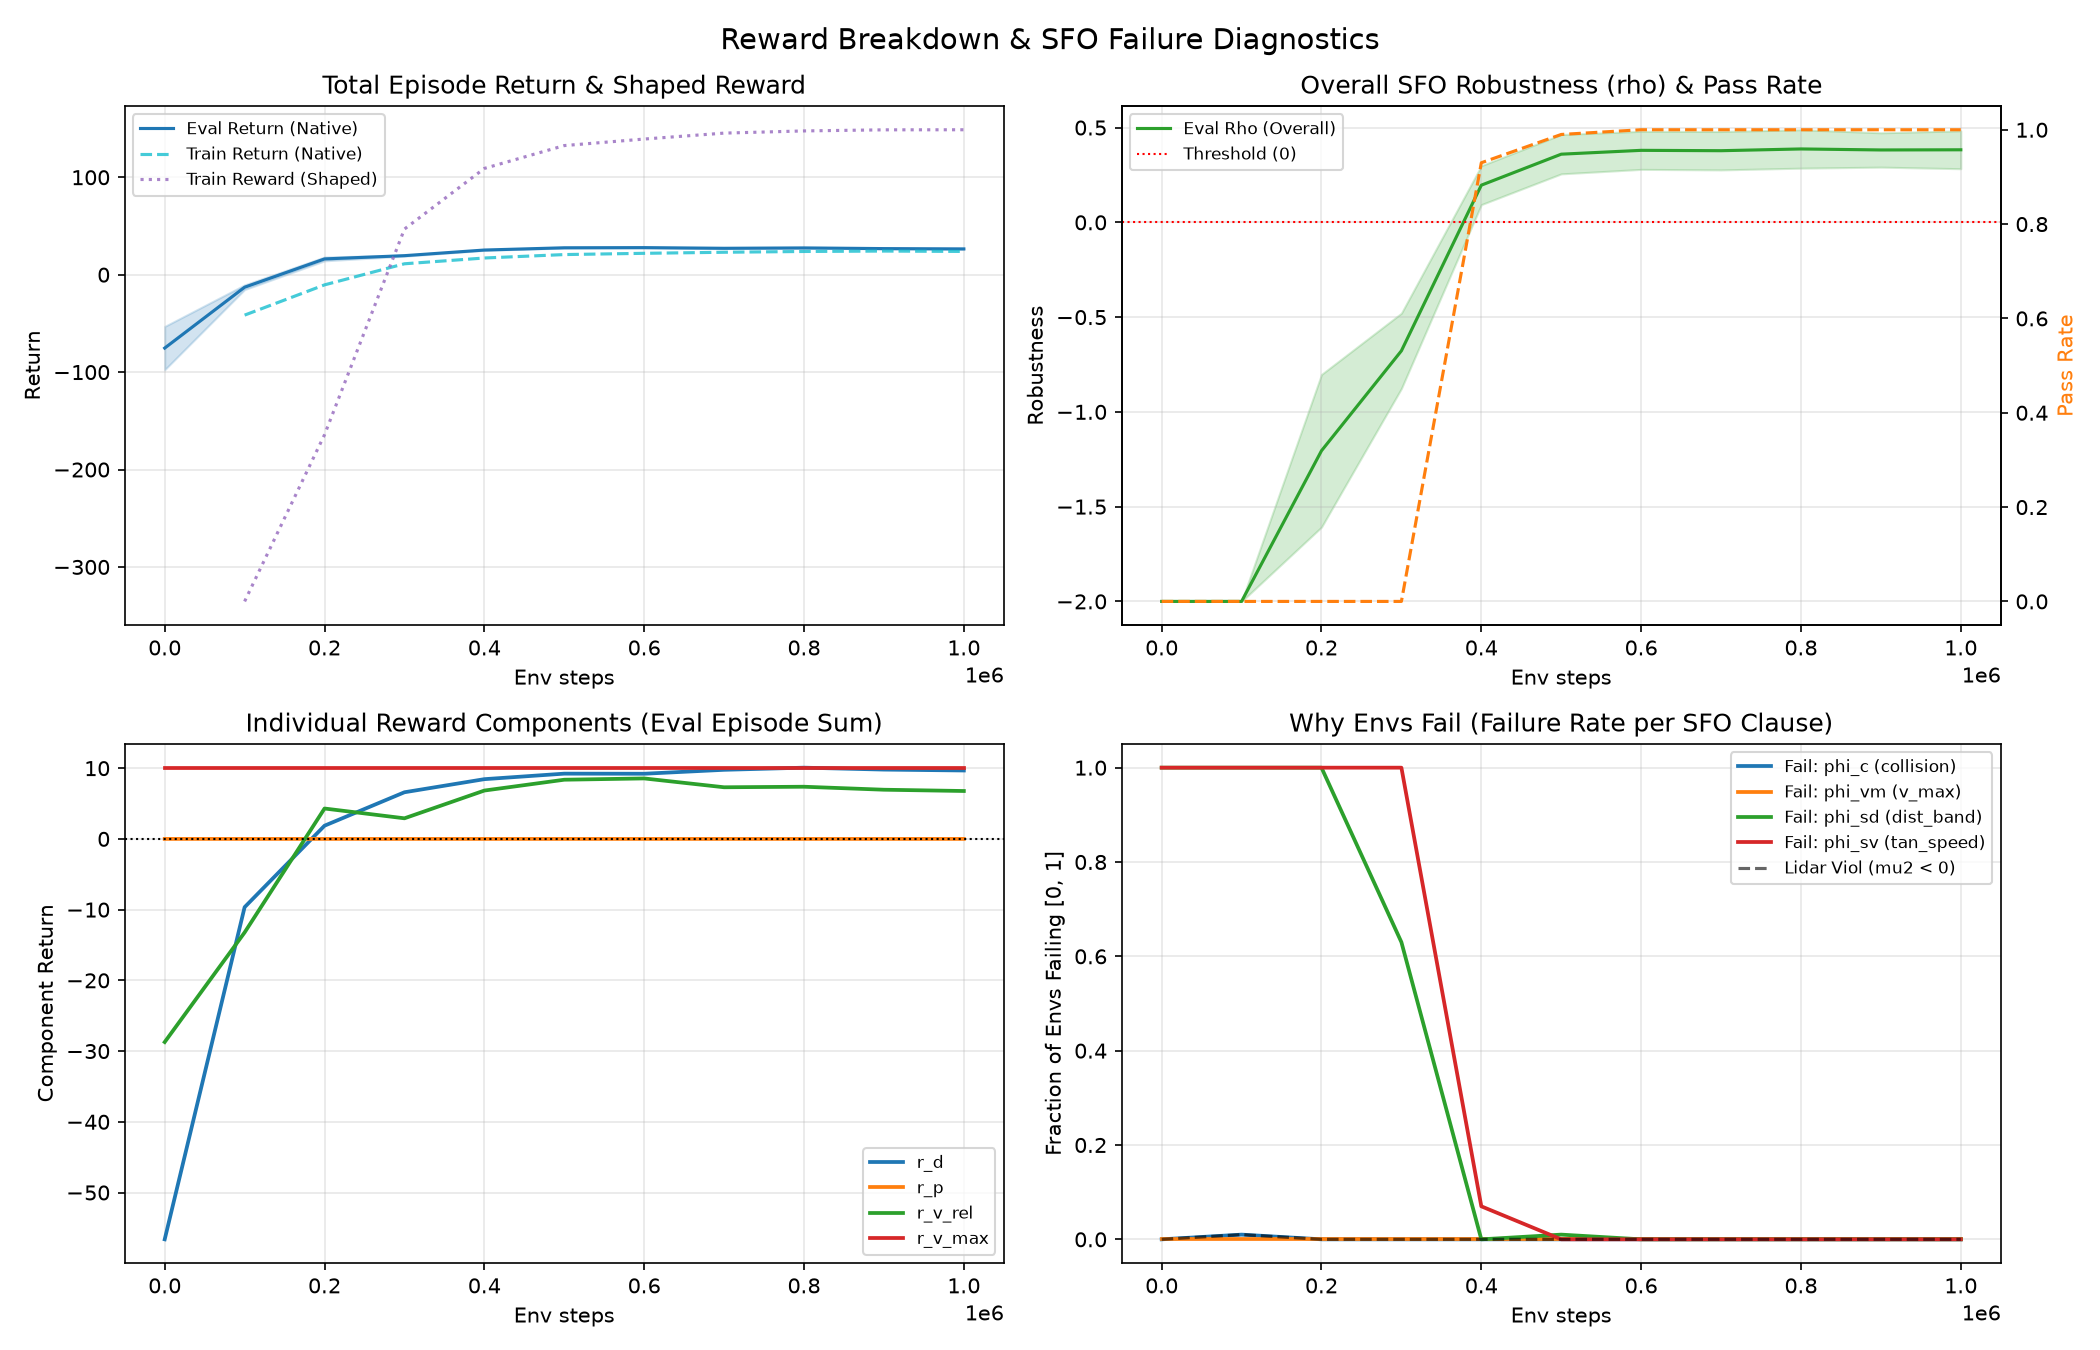 Reward Breakdown & SFO Failure Diagnostics
Total Episode Return & Shaped Reward
Eval Return (Native)
Train Return (Native)
Train Reward (Shaped)
100
0
−100
−200
−300
Return
0.0 0.2 0.4 0.6 0.8 1.0
1e6
Env steps
Overall SFO Robustness (rho) & Pass Rate
Eval Rho (Overall)
Threshold (0)
0.5
0.0
−0.5
−1.0
−1.5
−2.0
Robustness
1.0
0.8
0.6
0.4
0.2
0.0
Pass Rate
0.0 0.2 0.4 0.6 0.8 1.0
1e6
Env steps
Individual Reward Components (Eval Episode Sum)
10
0
−10
−20
−30
−40
−50
Component Return
r_d
r_p
r_v_rel
r_v_max
0.0 0.2 0.4 0.6 0.8 1.0
1e6
Env steps
Why Envs Fail (Failure Rate per SFO Clause)
Fail: phi_c (collision)
Fail: phi_vm (v_max)
Fail: phi_sd (dist_band)
Fail: phi_sv (tan_speed)
Lidar Viol (mu2 < 0)
1.0
0.8
0.6
0.4
0.2
0.0
Fraction of Envs Failing [0, 1]
0.0 0.2 0.4 0.6 0.8 1.0
1e6
Env steps